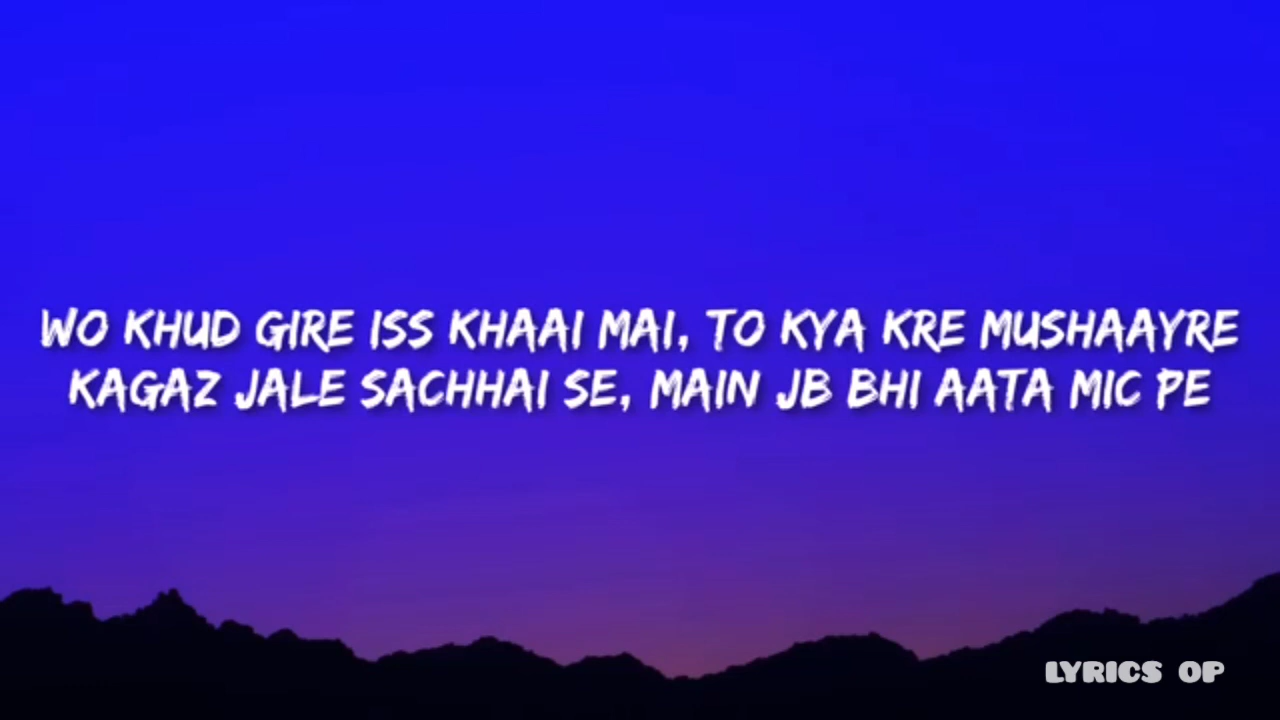 WO KHUD GIRE ISS KHAAI MAI, TO KYA KRE MUSHAAYRE
KAGAZ JALE SACHHAI SE, MAIN JB BHI AATA MIC PE
LYRICS OP